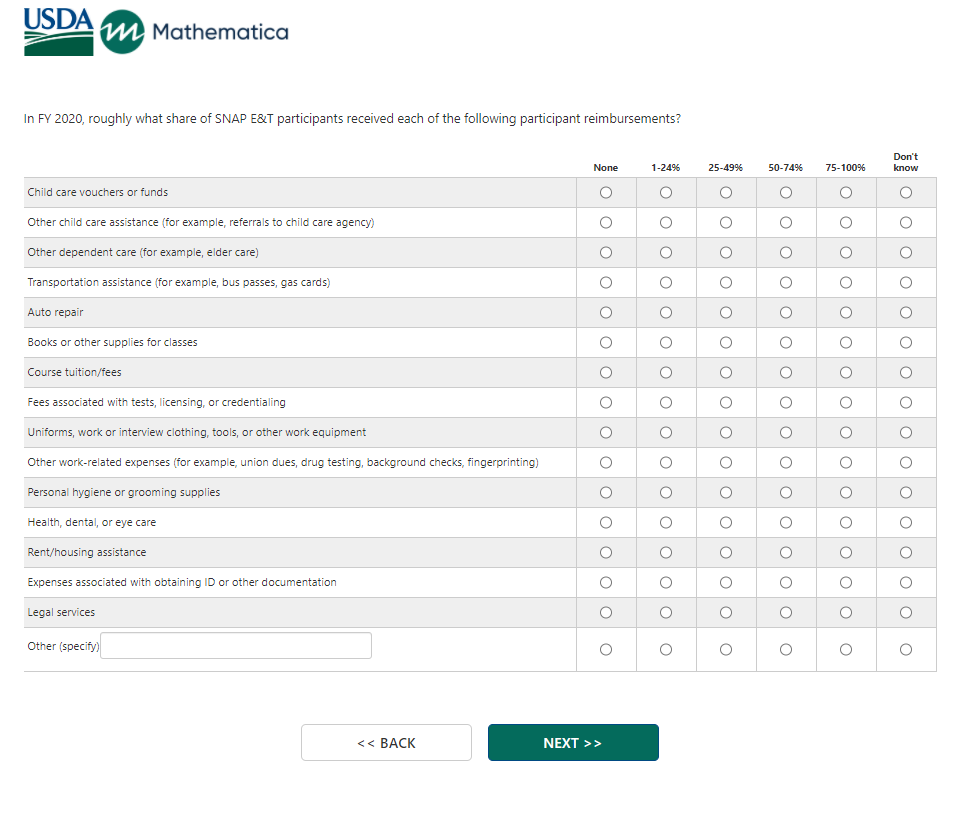 USDA Mathematica
In FY 2020, roughly what share of SNAP E&T participants received each of the following participant reimbursements?
None 1-24% 25-49% 50-74% 75-100% Don't
know
Child care vouchers or funds
Other child care assistance (for example, referrals to child care agency)
Other dependent care (for example, elder care)
Transportation assistance (for example, bus passes, gas cards)
Auto repair
Books or other supplies for classes
Course tuition/fees
Fees associated with tests, licensing, or credentialing
Uniforms, work or interview clothing, tools, or other work equipment
Other work-related expenses (for example, union dues, drug testing, background checks, fingerprinting)
Personal hygiene or grooming supplies
Health, dental, or eye care
Rent/housing assistance
Expenses associated with obtaining ID or other documentation
Legal services
Other (specify)
<< BACK NEXT >>